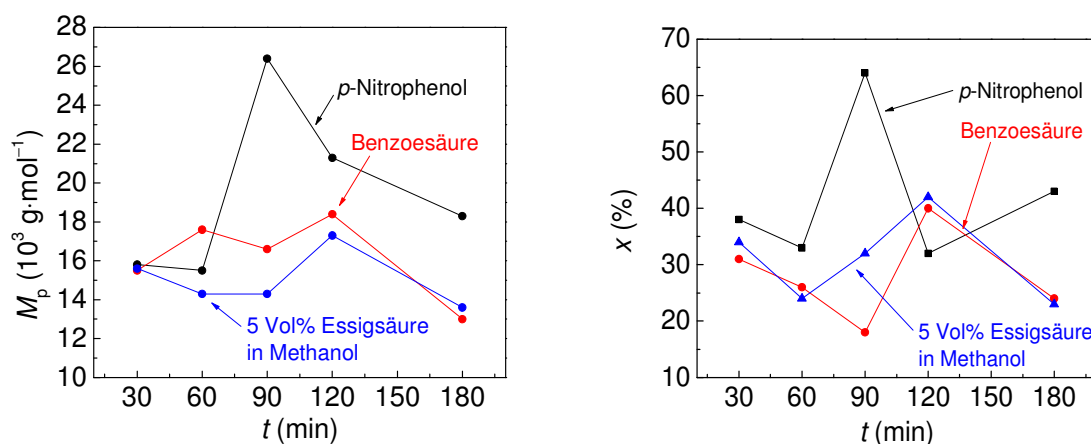 28
26
24
22
20
18
16
14
12
10
M_p (10³ g·mol⁻¹)
p-Nitrophenol
Benzoesäure
5 Vol% Essigsäure
in Methanol
30 60 90 120 150 180
t (min)
70
60
50
40
30
20
10
x (%)
p-Nitrophenol
Benzoesäure
5 Vol% Essigsäure
in Methanol
30 60 90 120 150 180
t (min)